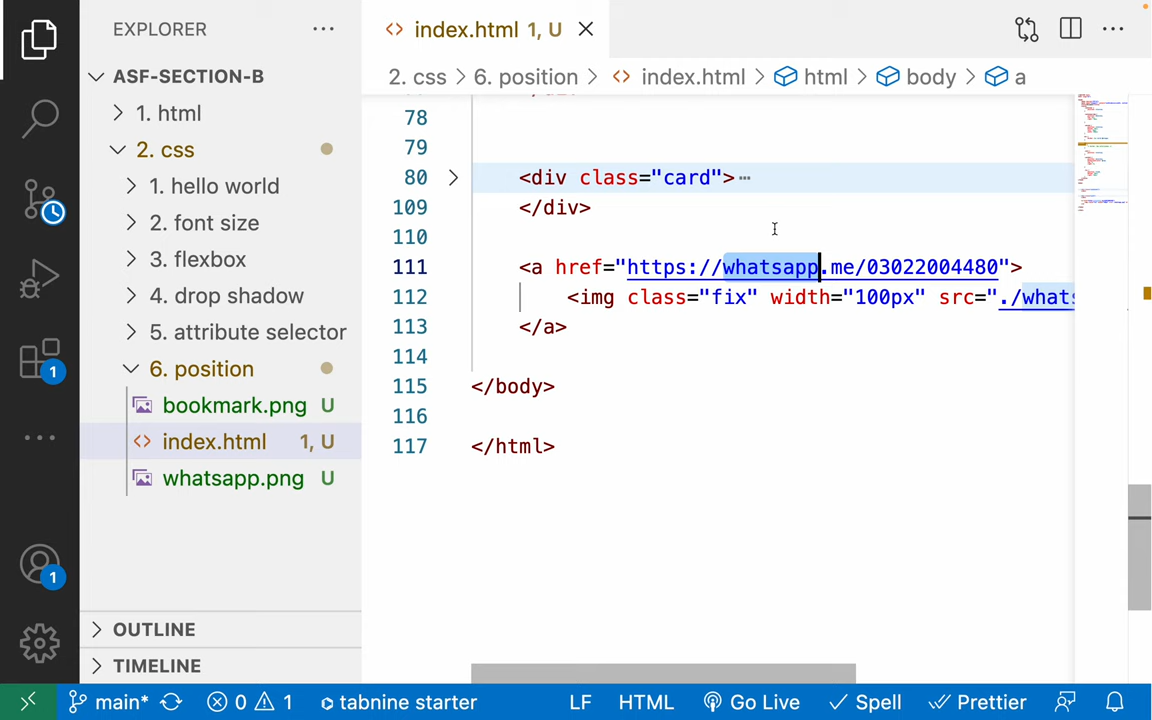 EXPLORER
index.html 1, U
ASF-SECTION-B
2. css > 6. position > index.html > html > body > a
1. html
2. css
1. hello world
2. font size
3. flexbox
4. drop shadow
5. attribute selector
6. position
bookmark.png U
index.html 1, U
whatsapp.png U
OUTLINE
TIMELINE
78
79
80 <div class="card">
109 </div>
110
111 <a href="https://whatsapp.me/03022004480">
112 <img class="fix" width="100px" src="./whats
113 </a>
114
115 </body>
116
117 </html>
1
1
main* 0 1 tabnine starter LF HTML Go Live Spell Prettier